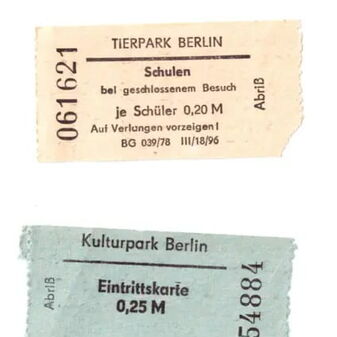 TIERPARK BERLIN
Schulen
bei geschlossenem Besuch
je Schüler 0,20 M
Auf Verlangen vorzeigen!
BG 039/78 III/18/96
061621
Abriß
Kulturpark Berlin
Eintrittskarte
0,25 M
Abriß
54884